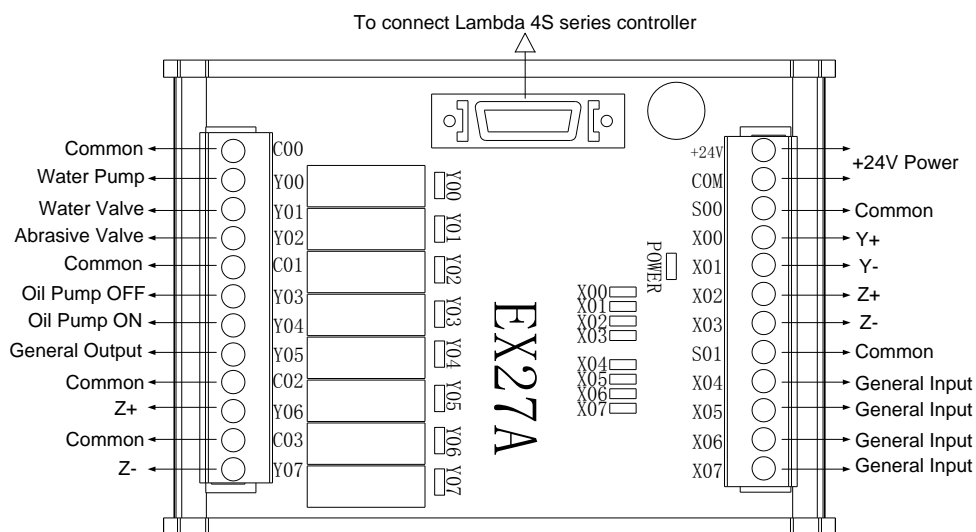 To connect Lambda 4S series controller
Common
Water Pump
Water Valve
Abrasive Valve
Common
Oil Pump OFF
Oil Pump ON
General Output
Common
Z+
Common
Z-
C00
Y00
Y01
Y02
C01
Y03
Y04
Y05
C02
Y06
C03
Y07
Y00
Y01
Y02
Y03
Y04
Y05
Y06
Y07
EX27A
POWER
X00
X01
X02
X03
X04
X05
X06
X07
+24V
COM
S00
X00
X01
X02
X03
S01
X04
X05
X06
X07
+24V Power
Common
Y+
Y-
Z+
Z-
Common
General Input
General Input
General Input
General Input